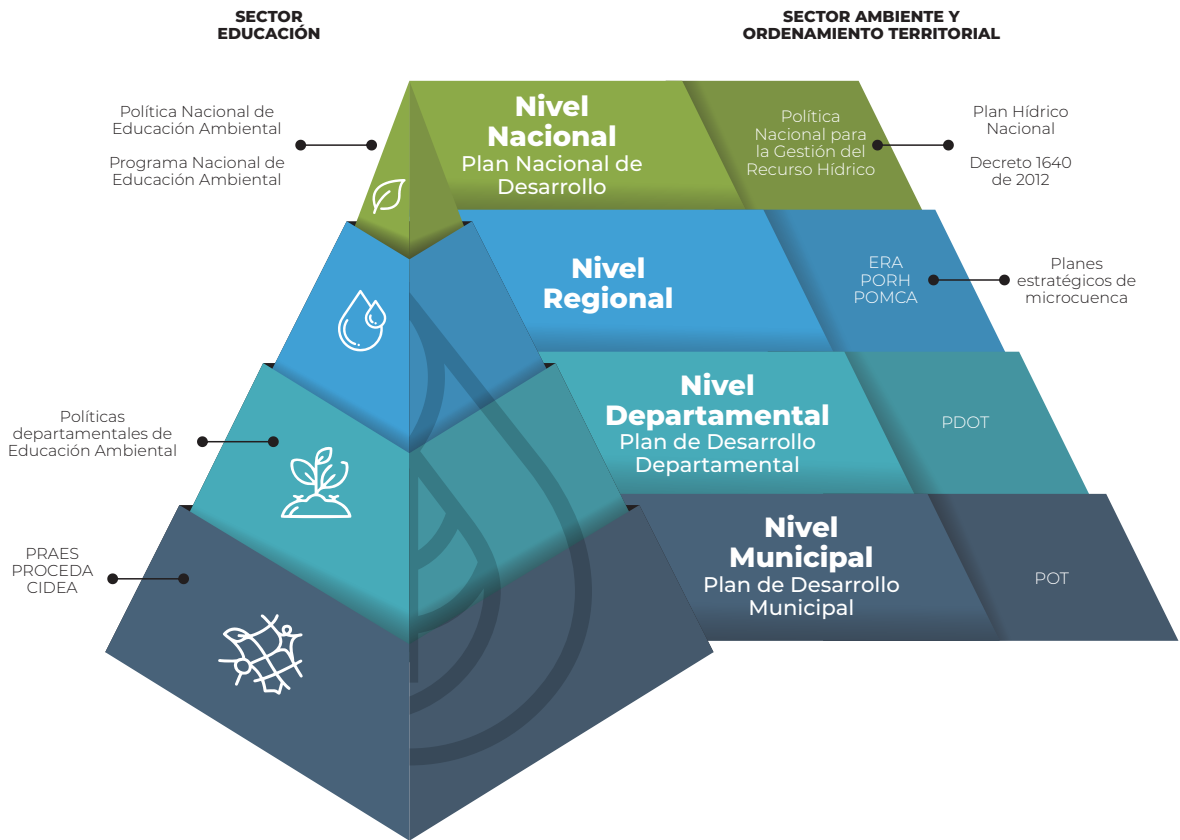 SECTOR
EDUCACIÓN
SECTOR AMBIENTE Y
ORDENAMIENTO TERRITORIAL
Política Nacional de
Educación Ambiental
Programa Nacional de
Educación Ambiental
Nivel
Nacional
Plan Nacional de
Desarrollo
Política
Nacional para
la Gestión del
Recurso Hídrico
Plan Hídrico
Nacional
Decreto 1640
de 2012
Nivel
Regional
ERA
PORH
POMCA
Planes
estratégicos de
microcuenca
Políticas
departamentales de
Educación Ambiental
Nivel
Departamental
Plan de Desarrollo
Departamental
PDOT
PRAES
PROCEDA
CIDEA
Nivel
Municipal
Plan de Desarrollo
Municipal
POT